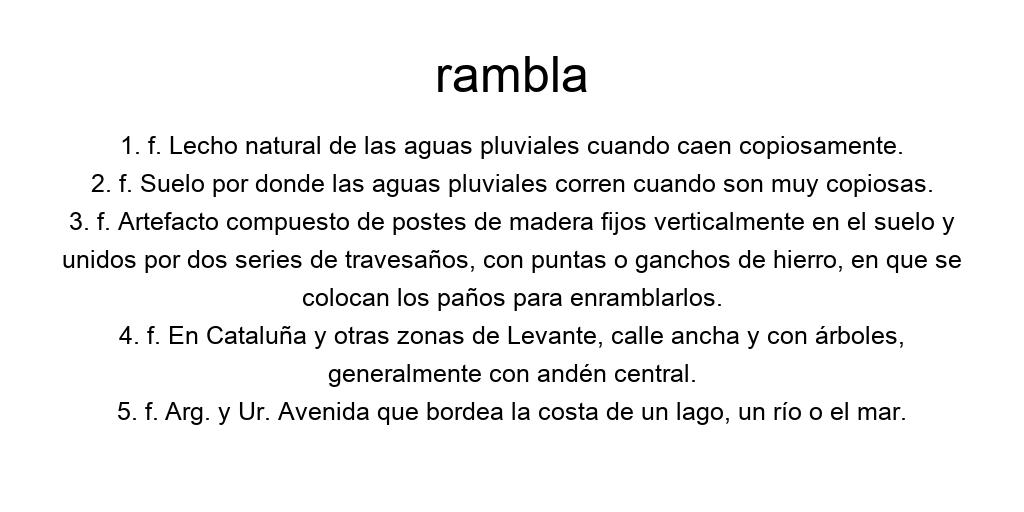 rambla
1. f. Lecho natural de las aguas pluviales cuando caen copiosamente.
2. f. Suelo por donde las aguas pluviales corren cuando son muy copiosas.
3. f. Artefacto compuesto de postes de madera fijos verticalmente en el suelo y
unidos por dos series de travesaños, con puntas o ganchos de hierro, en que se
colocan los paños para enramblarlos.
4. f. En Cataluña y otras zonas de Levante, calle ancha y con árboles,
generalmente con andén central.
5. f. Arg. y Ur. Avenida que bordea la costa de un lago, un río o el mar.